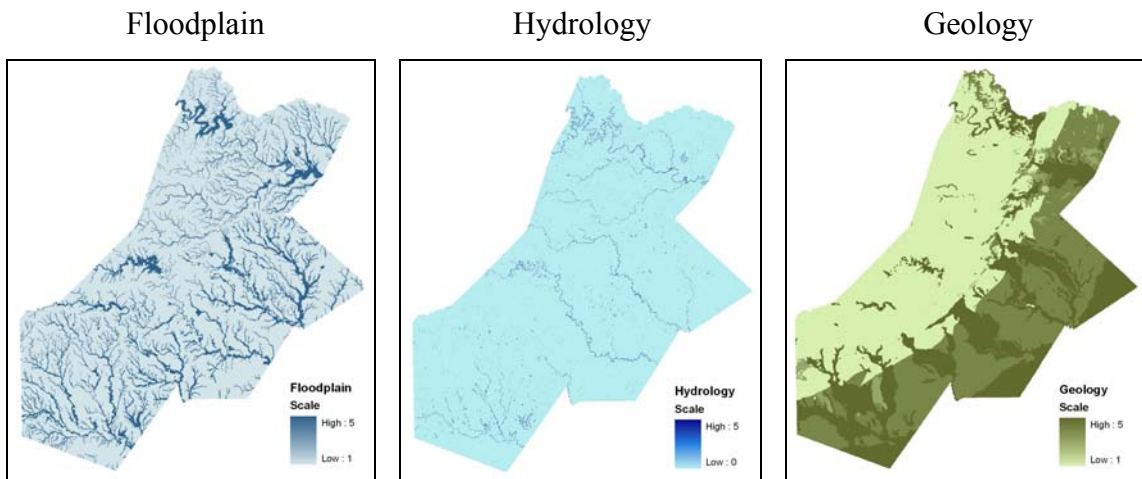 Floodplain
Hydrology
Geology
Floodplain
Scale
High : 5
Low : 1
Hydrology
Scale
High : 5
Low : 0
Geology
Scale
High : 5
Low : 1